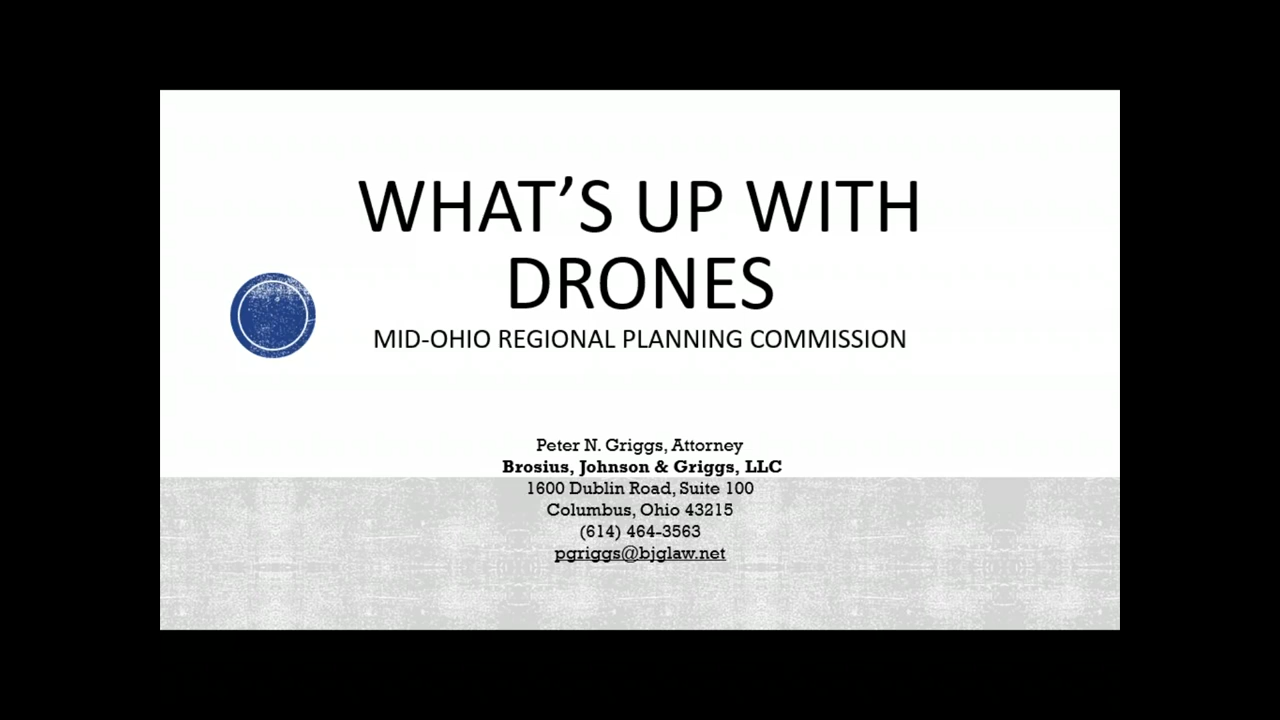 WHAT’S UP WITH
DRONES
MID-OHIO REGIONAL PLANNING COMMISSION
Peter N. Griggs, Attorney
Brosius, Johnson & Griggs, LLC
1600 Dublin Road, Suite 100
Columbus, Ohio 43215
(614) 464-3563
pgriggs@bjglaw.net